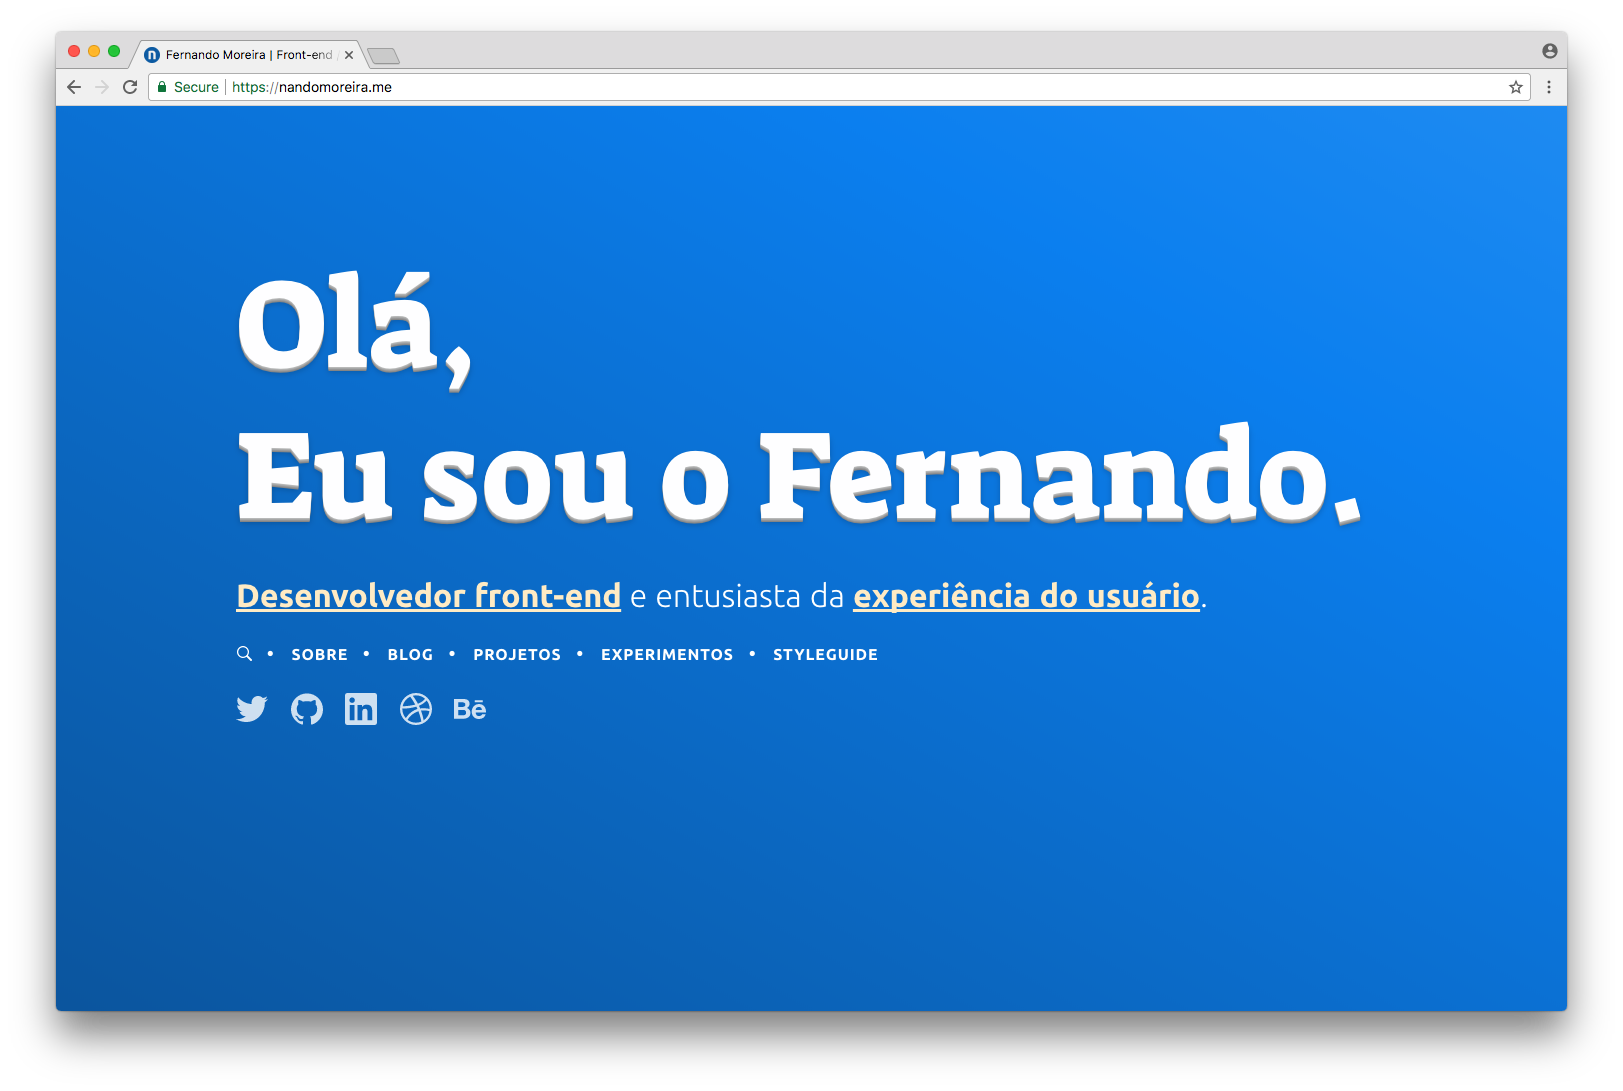 Fernando Moreira | Front-end
Secure https://nandomoreira.me
Olá,
Eu sou o Fernando.
Desenvolvedor front-end e entusiasta da experiência do usuário.
• SOBRE • BLOG • PROJETOS • EXPERIMENTOS • STYLEGUIDE
in Bē